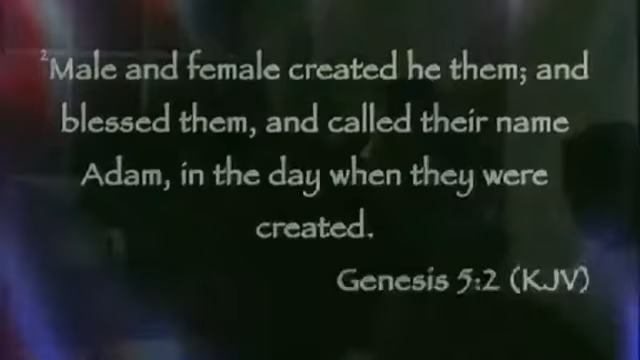 ²Male and female created he them; and
blessed them, and called their name
Adam, in the day when they were
created.
Genesis 5:2 (KJV)